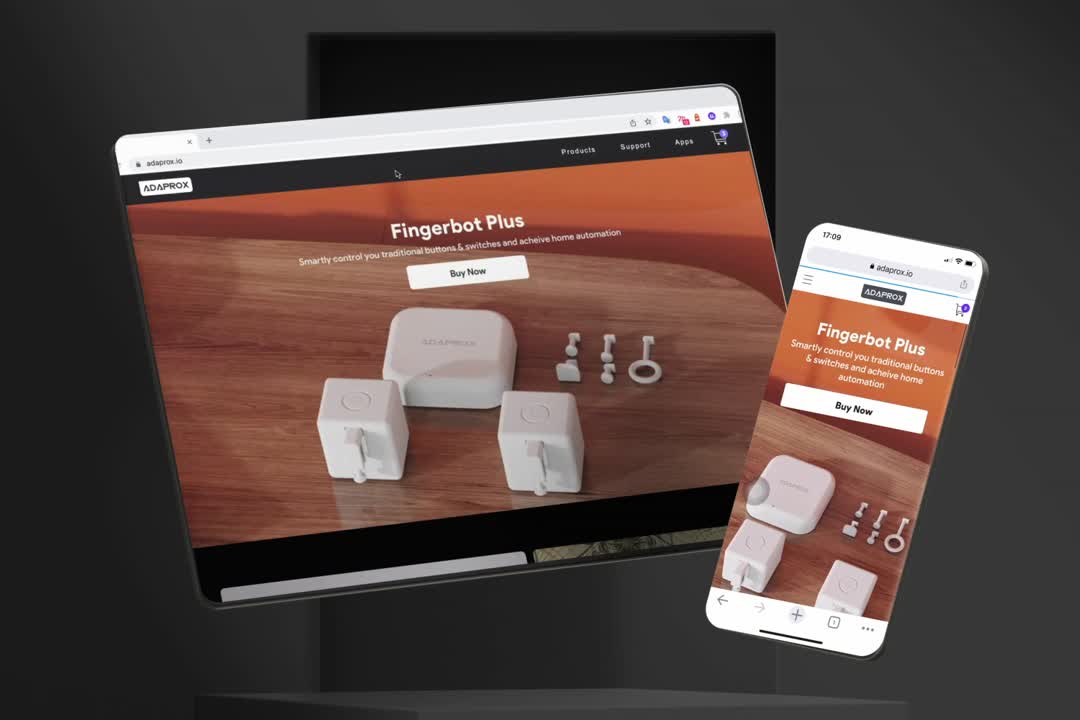 adaprox.io
ADAPROX
Products Support Apps
3
Fingerbot Plus
Smartly control you traditional buttons & switches and acheive home automation
Buy Now
ADAPROX
17:09
adaprox.io
ADAPROX
Fingerbot Plus
Smartly control you traditional buttons
& switches and acheive home
automation
Buy Now
ADAPROX
1